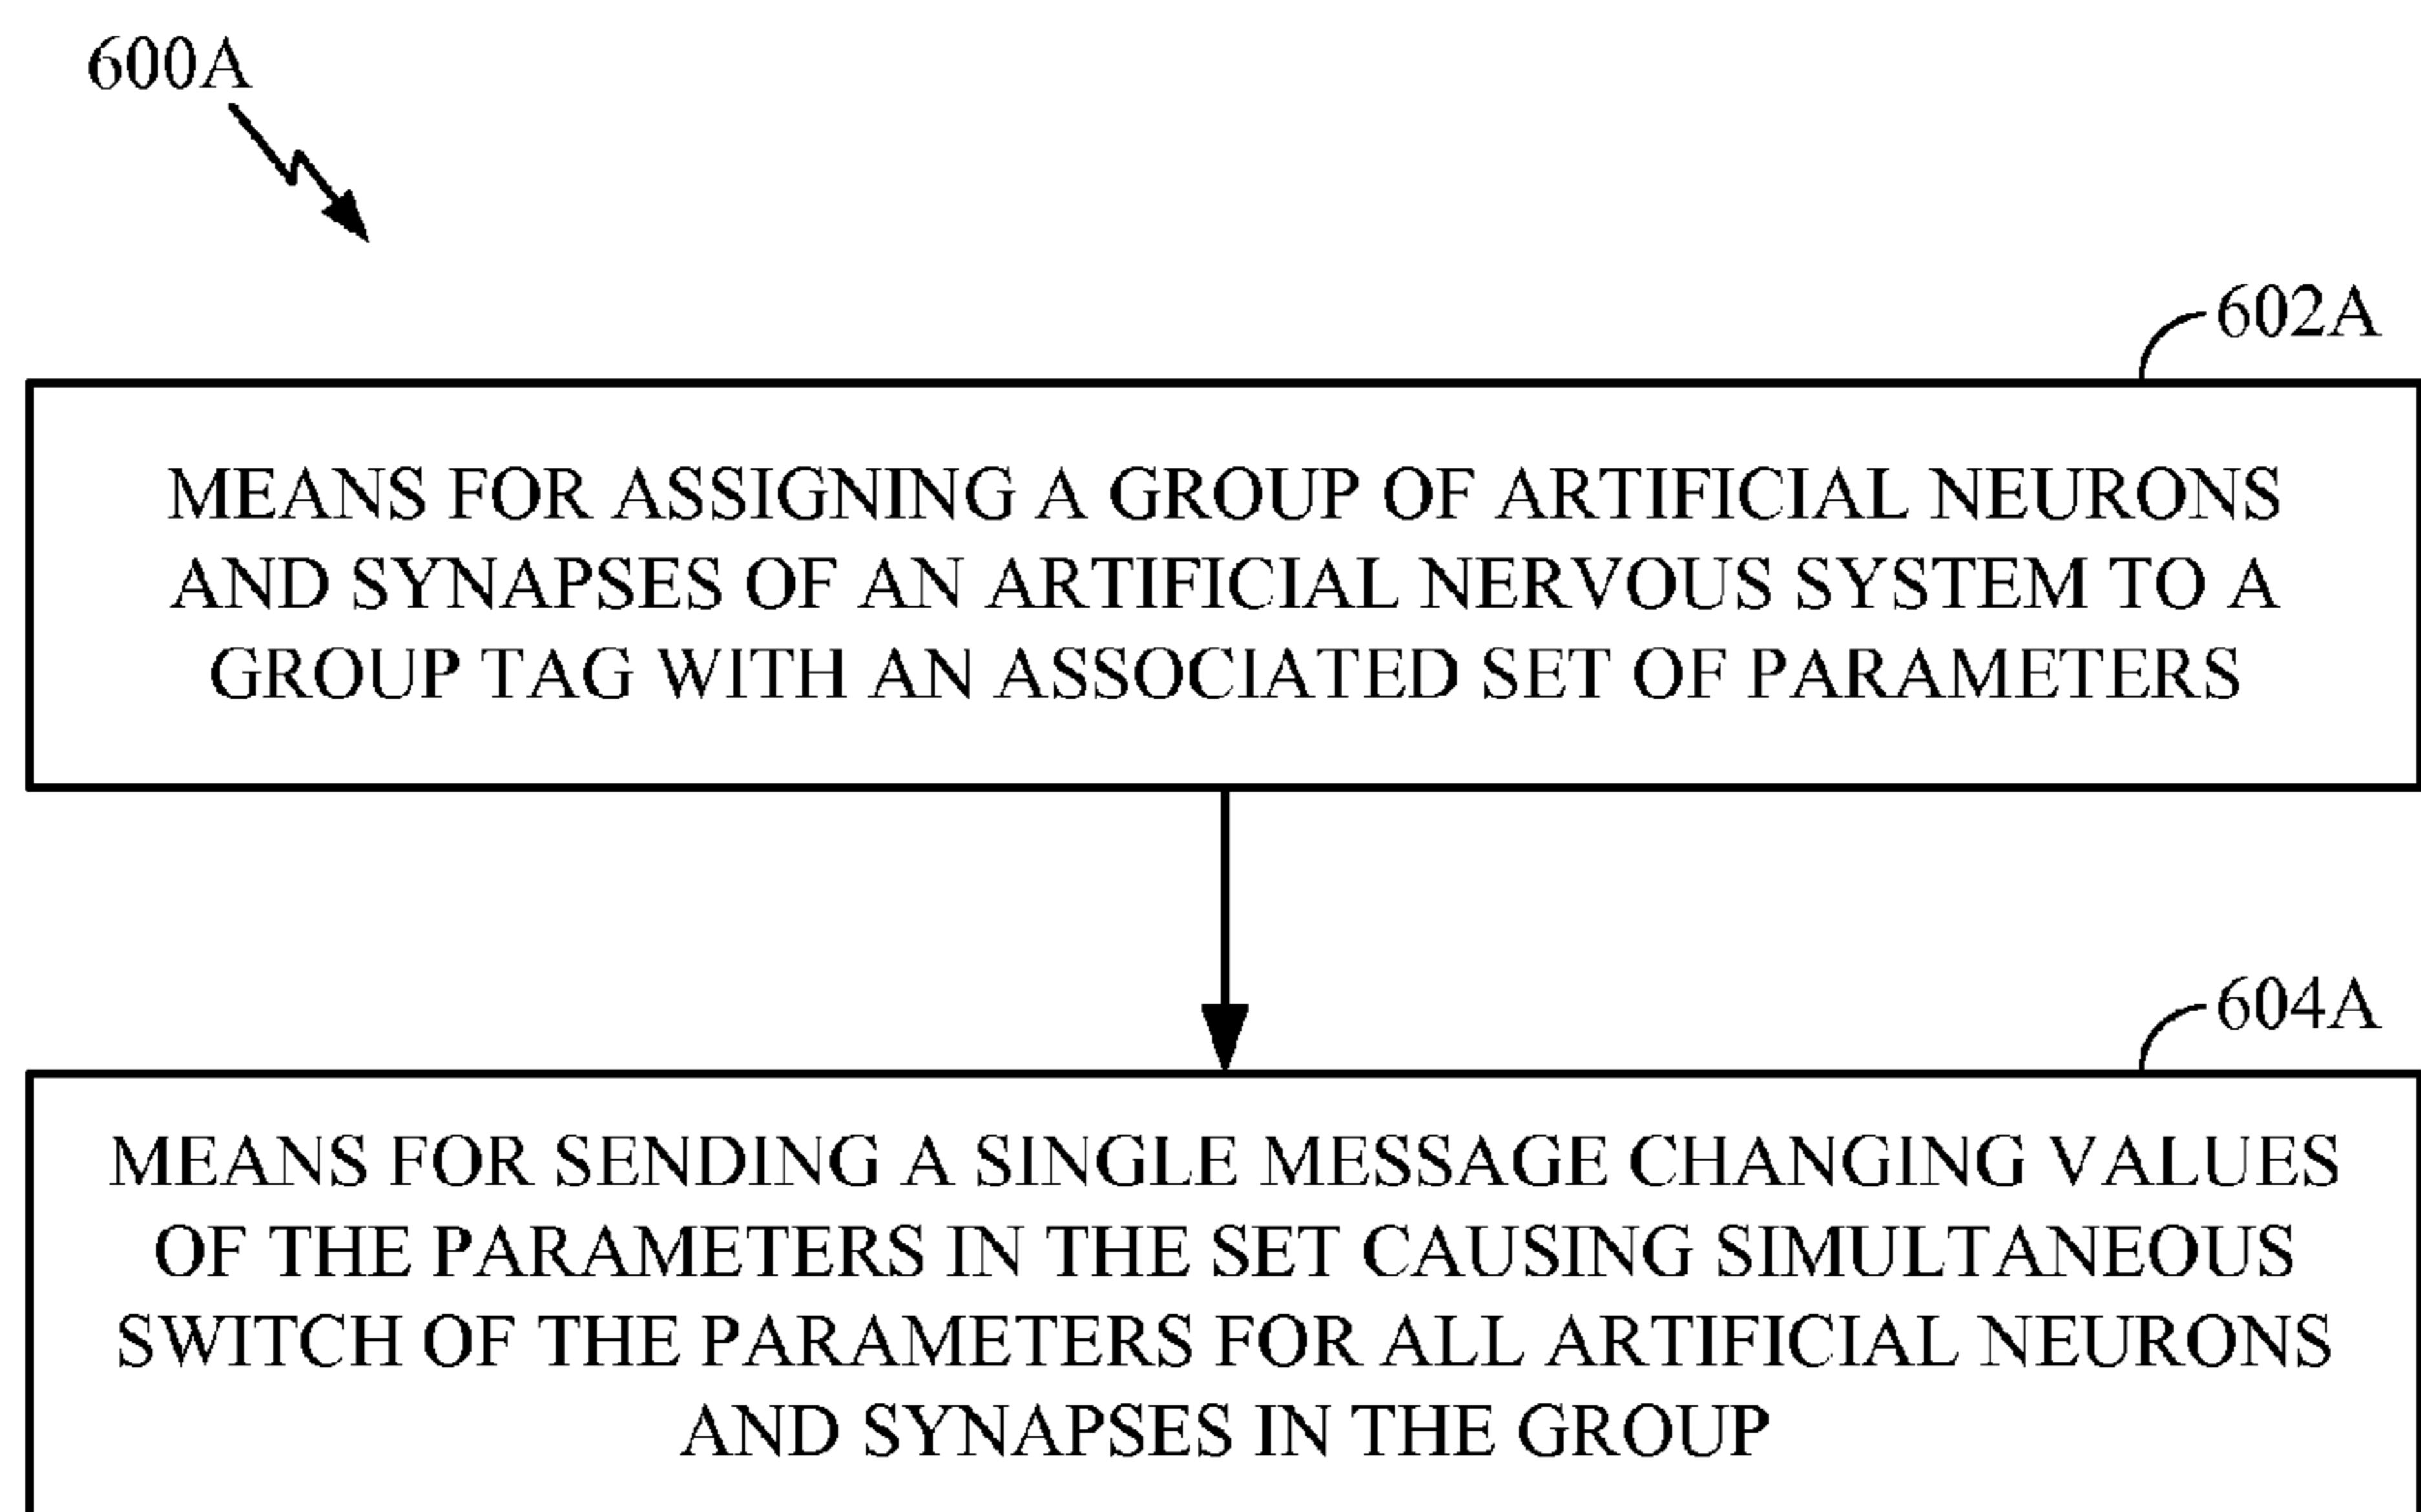 600A
602A
MEANS FOR ASSIGNING A GROUP OF ARTIFICIAL NEURONS
AND SYNAPSES OF AN ARTIFICIAL NERVOUS SYSTEM TO A
GROUP TAG WITH AN ASSOCIATED SET OF PARAMETERS
604A
MEANS FOR SENDING A SINGLE MESSAGE CHANGING VALUES
OF THE PARAMETERS IN THE SET CAUSING SIMULTANEOUS
SWITCH OF THE PARAMETERS FOR ALL ARTIFICIAL NEURONS
AND SYNAPSES IN THE GROUP